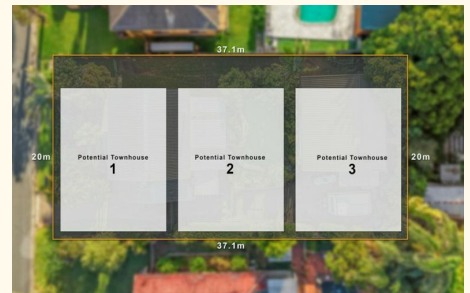 37.1m
20m
20m
Potential Townhouse
1
Potential Townhouse
2
Potential Townhouse
3
37.1m